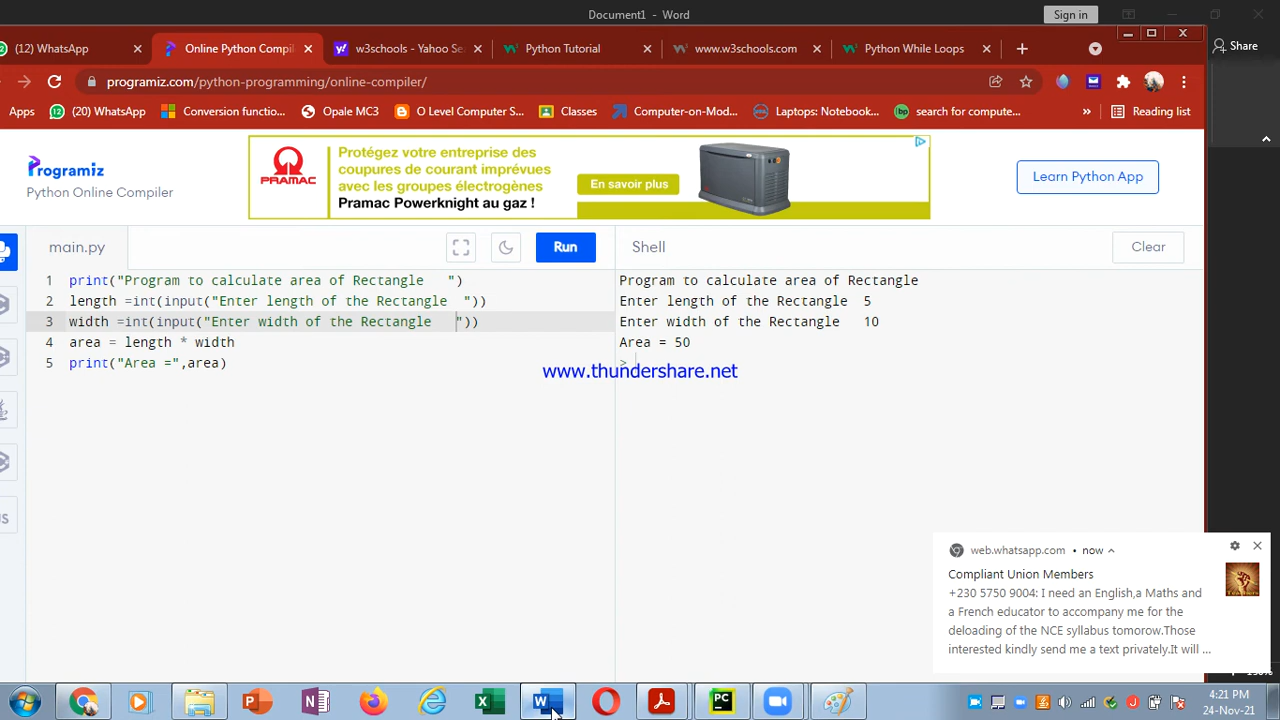 Document1 - Word
Sign in
(12) WhatsApp
Online Python Compil
w3schools - Yahoo Se
Python Tutorial
www.w3schools.com
Python While Loops
Share
programiz.com/python-programming/online-compiler/
Apps
(20) WhatsApp
Conversion functio...
Opale MC3
O Level Computer S...
Classes
Computer-on-Mod...
Laptops: Notebook...
search for compute...
»
Reading list
Programiz
Python Online Compiler
PRAMAC
Protégez votre entreprise des
coupures de courant imprévues
avec les groupes électrogènes
Pramac Powerknight au gaz !
En savoir plus
Learn Python App
main.py
Run
Shell
Clear
1 print("Program to calculate area of Rectangle   ")
2 length =int(input("Enter length of the Rectangle  "))
3 width =int(input("Enter width of the Rectangle   "))
4 area = length * width
5 print("Area =",area)
Program to calculate area of Rectangle
Enter length of the Rectangle  5
Enter width of the Rectangle   10
Area = 50
>
www.thundershare.net
web.whatsapp.com • now
Compliant Union Members
+230 5750 9004: I need an English,a Maths and
a French educator to accompany me for the
deloading of the NCE syllabus tomorow.Those
interested kindly send me a text privately.It will ...
4:21 PM
24-Nov-21